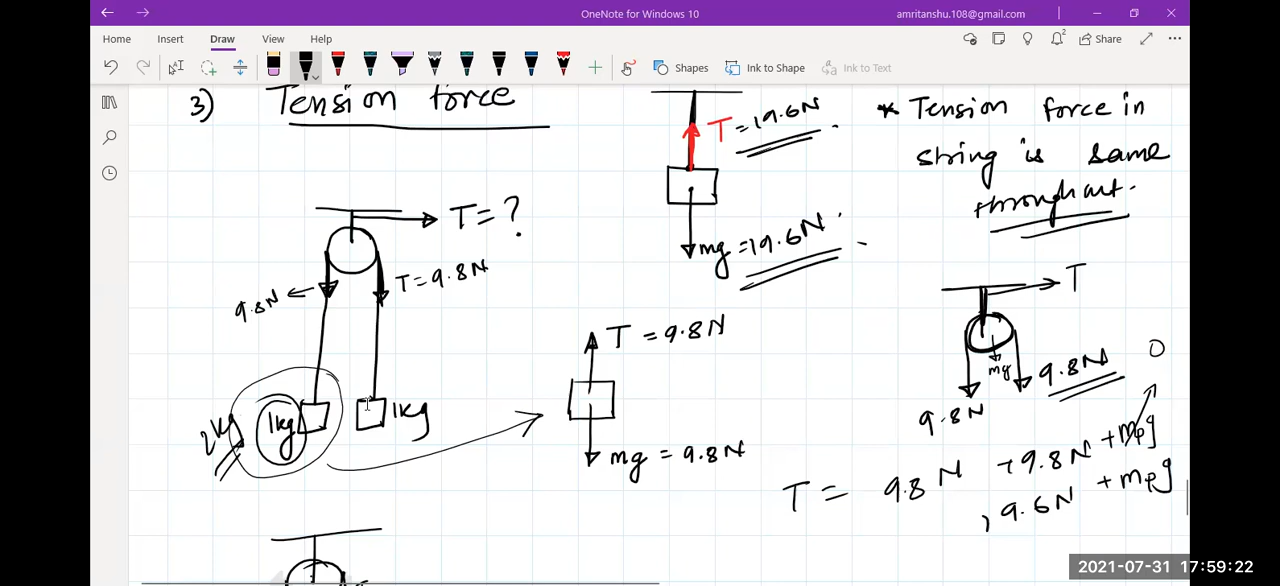 OneNote for Windows 10
amritanshu.108@gmail.com
Home Insert Draw View Help
Share
Shapes
Ink to Shape
Ink to Text
3) Tension force
T = ?
T = 9.8N
9.8N
1kg
1kg
2kg
T = 19.6N
mg = 19.6N
T = 9.8N
mg = 9.8N
* Tension force in
string is same
throughout.
T
mg
9.8N
9.8N
0
T = 9.8N + 9.8N + mpg
19.6N + mpg
2021-07-31 17:59:22